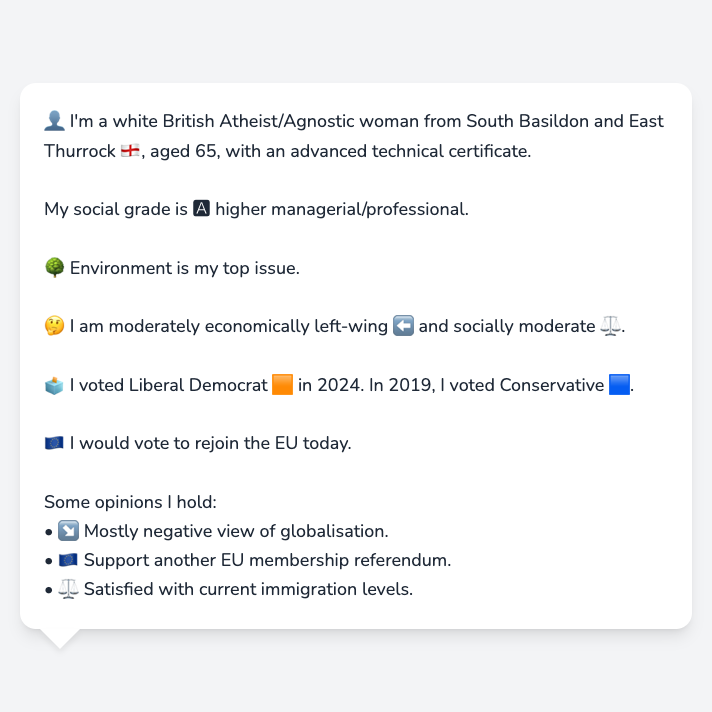 👤 I'm a white British Atheist/Agnostic woman from South Basildon and East
Thurrock 🏴󠁧󠁢󠁥󠁮󠁧󠁿, aged 65, with an advanced technical certificate.
My social grade is 🅰 higher managerial/professional.
🌳 Environment is my top issue.
🤔 I am moderately economically left-wing ⬅️ and socially moderate ⚖️.
🗳️ I voted Liberal Democrat 🟧 in 2024. In 2019, I voted Conservative 🟦.
🇪🇺 I would vote to rejoin the EU today.
Some opinions I hold:
• ↘️ Mostly negative view of globalisation.
• 🇪🇺 Support another EU membership referendum.
• ⚖️ Satisfied with current immigration levels.